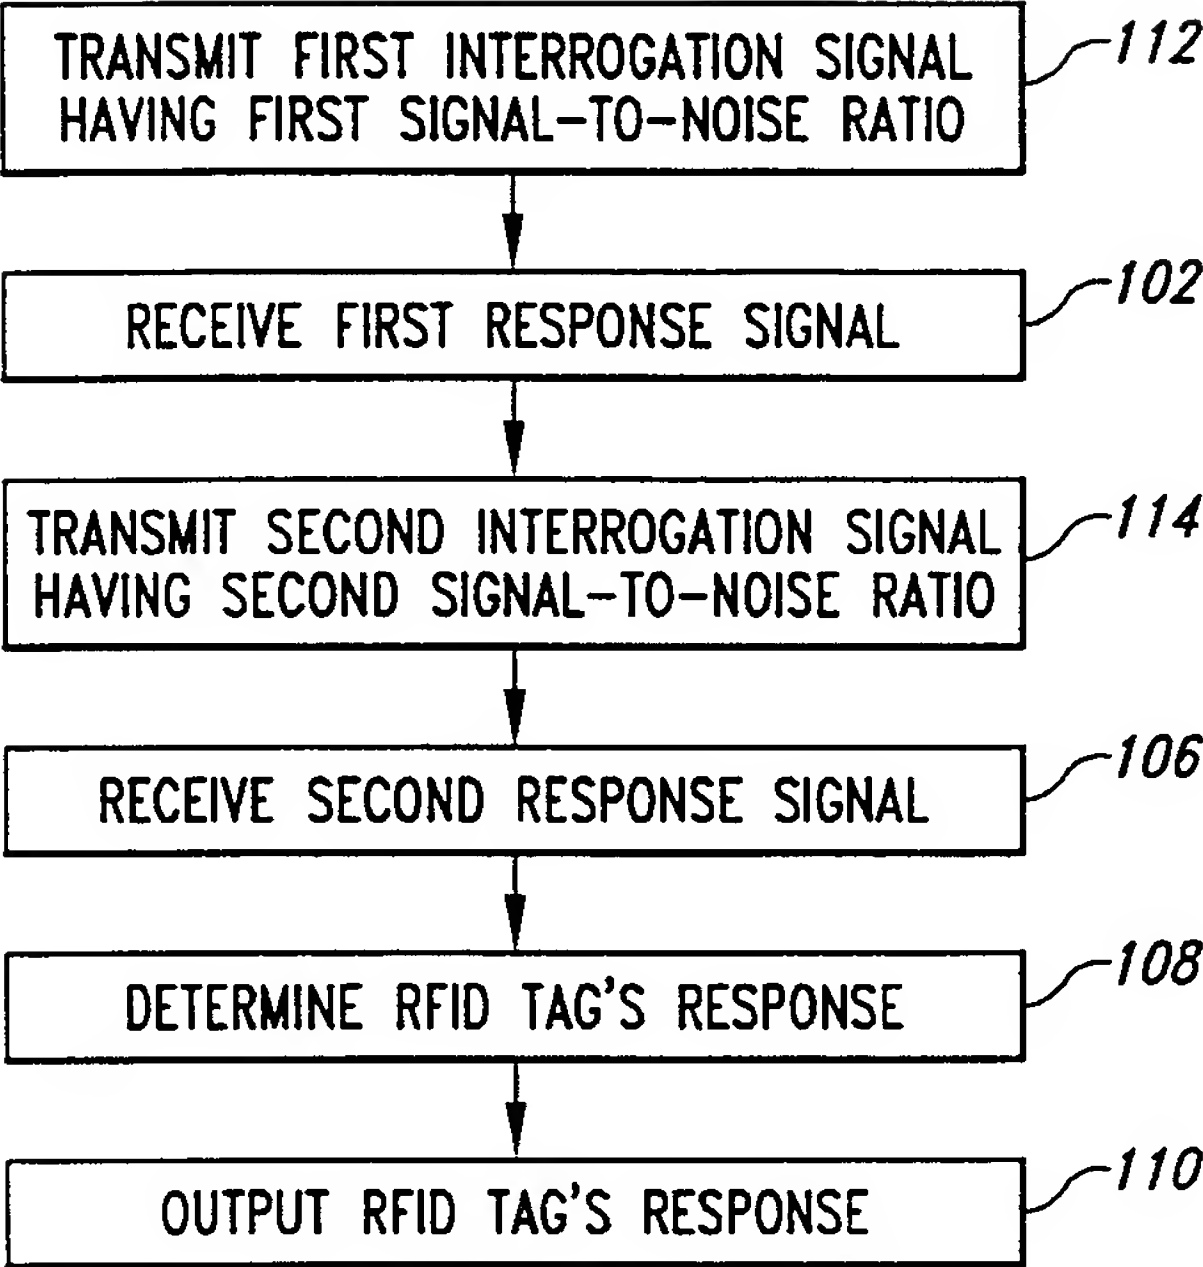 TRANSMIT FIRST INTERROGATION SIGNAL
HAVING FIRST SIGNAL-TO-NOISE RATIO
112
RECEIVE FIRST RESPONSE SIGNAL
102
TRANSMIT SECOND INTERROGATION SIGNAL
HAVING SECOND SIGNAL-TO-NOISE RATIO
114
RECEIVE SECOND RESPONSE SIGNAL
106
DETERMINE RFID TAG'S RESPONSE
108
OUTPUT RFID TAG'S RESPONSE
110